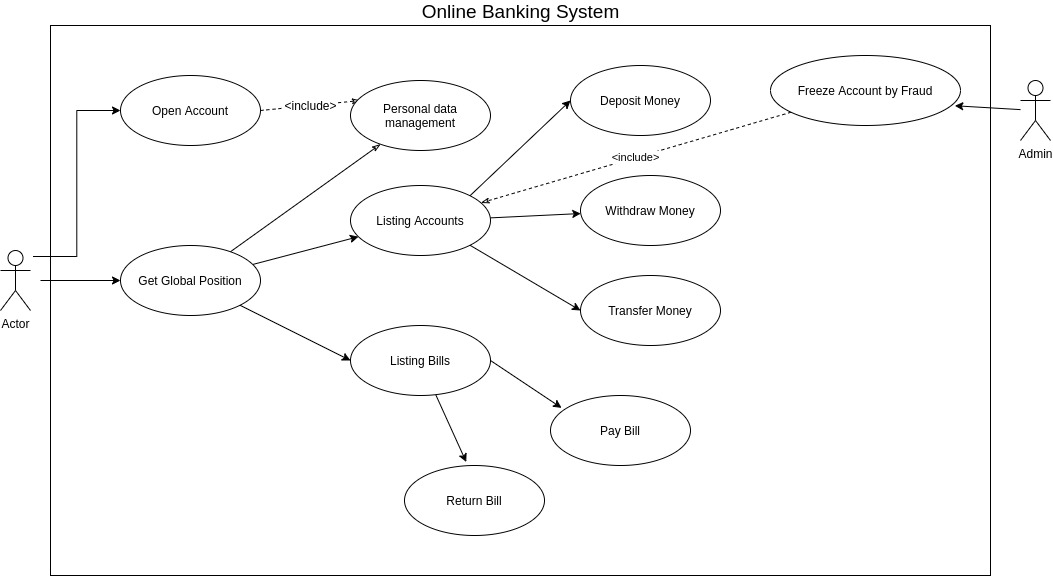 Online Banking System
Open Account
<include>
Personal data
management
Deposit Money
Freeze Account by Fraud
Admin
<include>
Listing Accounts
Withdraw Money
Get Global Position
Actor
Transfer Money
Listing Bills
Pay Bill
Return Bill